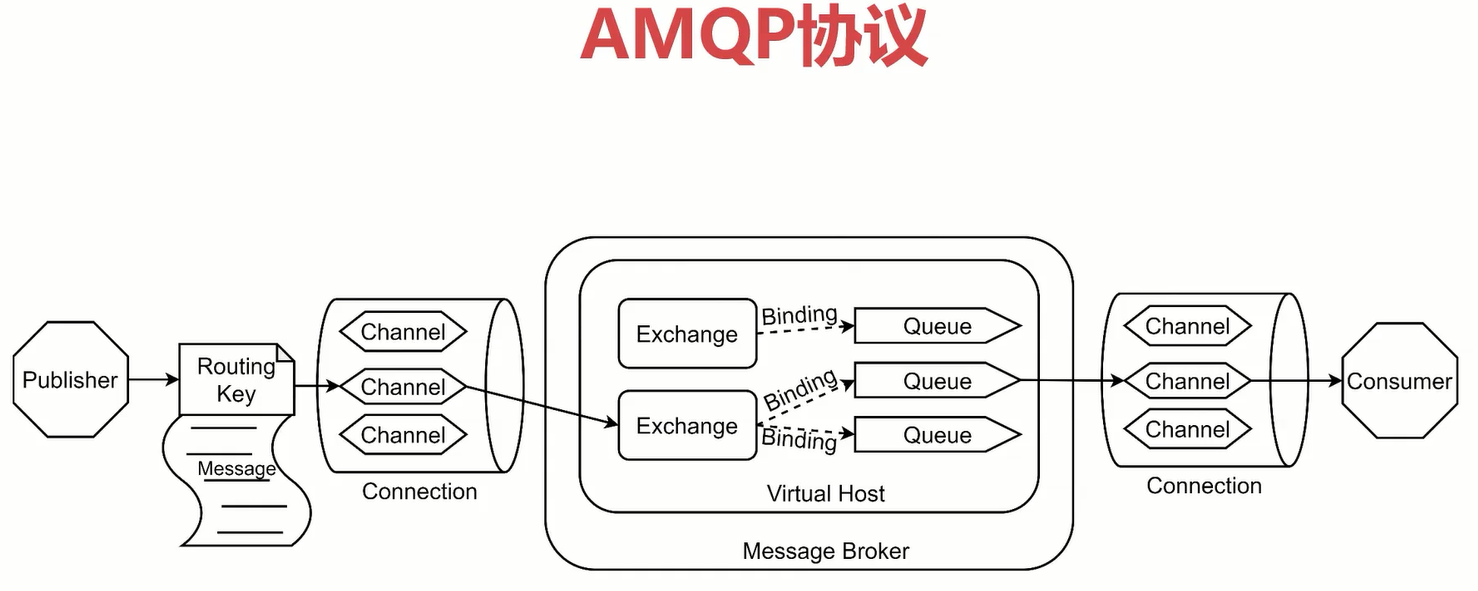 AMQP协议
Publisher
Routing
Key
Message
Channel
Channel
Channel
Connection
Exchange
Binding
Queue
Exchange
Binding
Queue
Binding
Queue
Virtual Host
Message Broker
Channel
Channel
Channel
Connection
Consumer